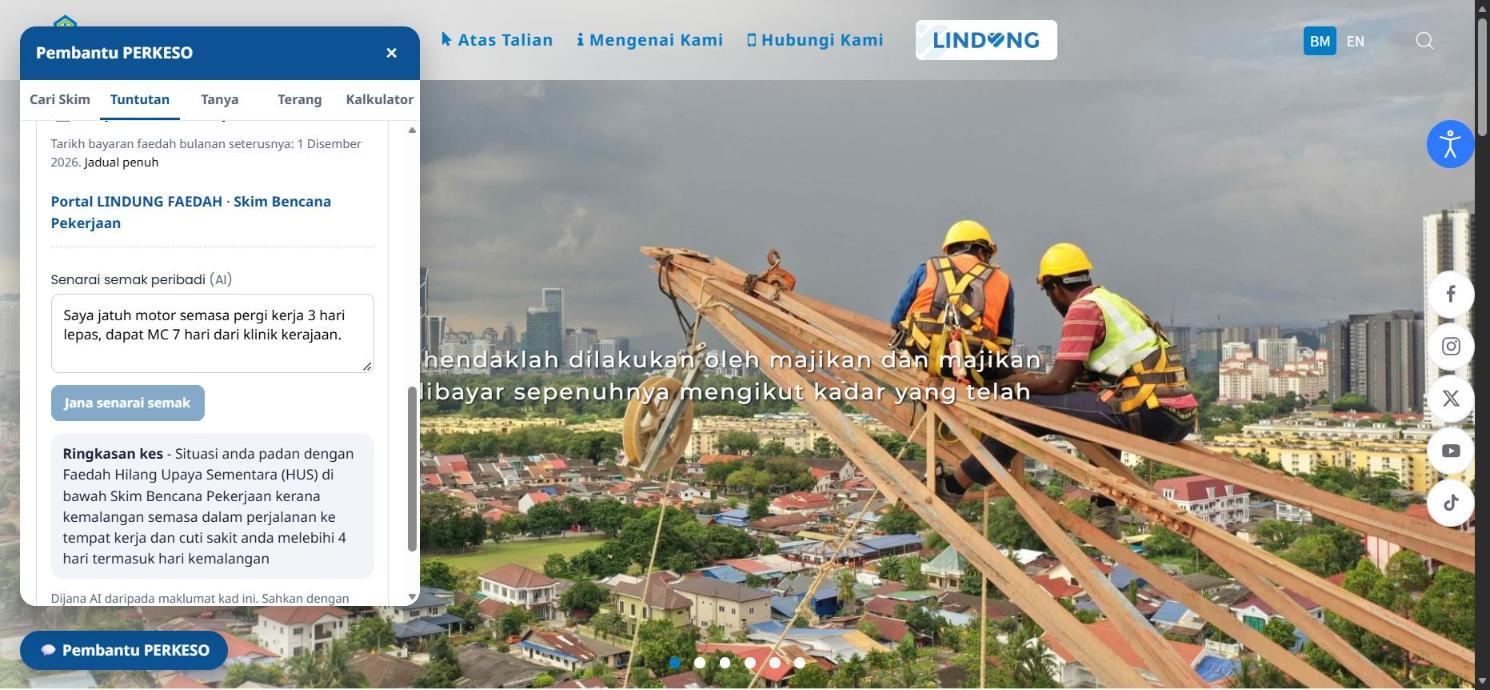 Pembantu PERKESO
×
Cari Skim Tuntutan Tanya Terang Kalkulator
Tarikh bayaran faedah bulanan seterusnya: 1 Disember
2026. Jadual penuh
Portal LINDUNG FAEDAH · Skim Bencana
Pekerjaan
Senarai semak peribadi (AI)
Saya jatuh motor semasa pergi kerja 3 hari
lepas, dapat MC 7 hari dari klinik kerajaan.
Jana senarai semak
Ringkasan kes - Situasi anda padan dengan
Faedah Hilang Upaya Sementara (HUS) di
bawah Skim Bencana Pekerjaan kerana
kemalangan semasa dalam perjalanan ke
tempat kerja dan cuti sakit anda melebihi 4
hari termasuk hari kemalangan
Dijana AI daripada maklumat kad ini. Sahkan dengan
Pembantu PERKESO
Atas Talian Mengenai Kami Hubungi Kami LINDUNG BM EN
hendaklah dilakukan oleh majikan dan majikan
dibayar sepenuhnya mengikut kadar yang telah